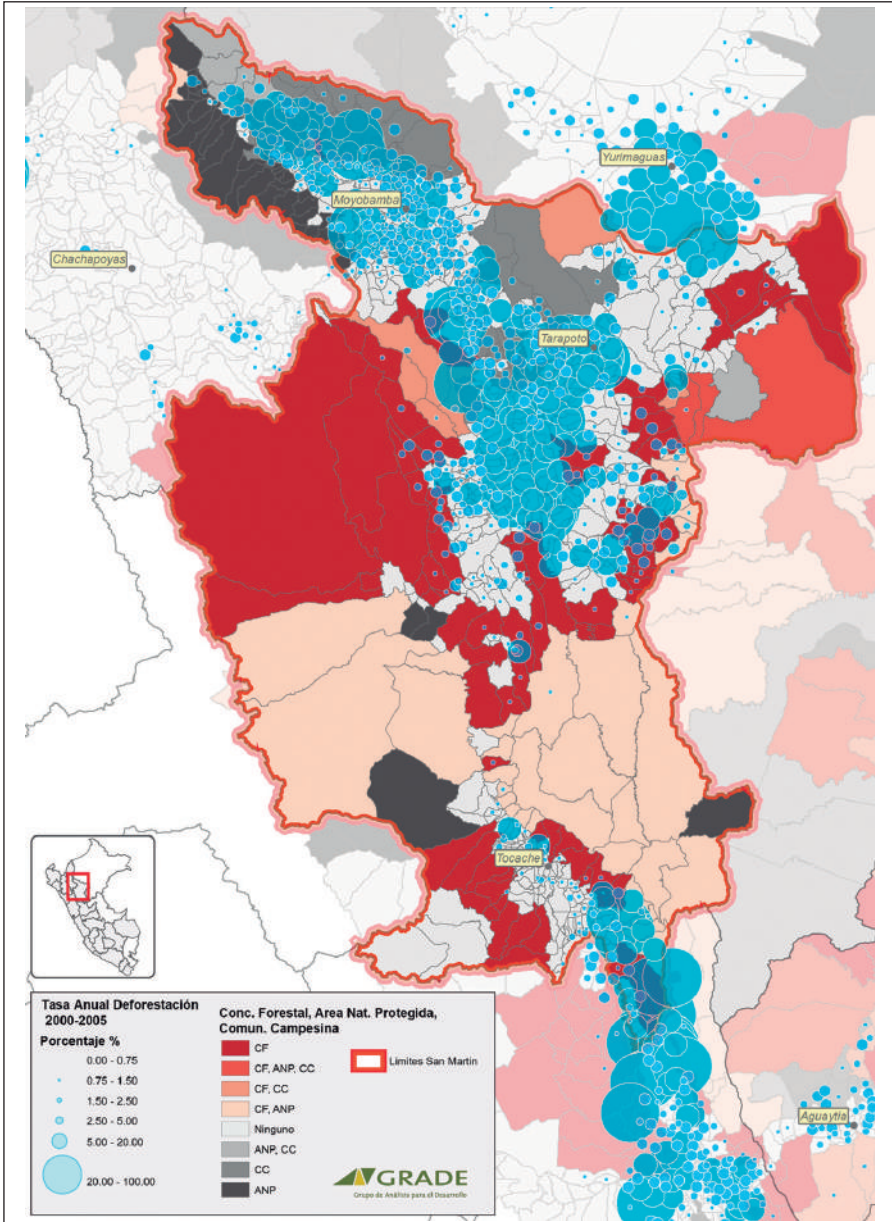 Yurimaguas
Moyobamba
Chachapoyas
Tarapoto
Tocache
Aguaytia
Tasa Anual Deforestación
2000-2005
Porcentaje %
0.00 - 0.75
0.75 - 1.50
1.50 - 2.50
2.50 - 5.00
5.00 - 20.00
20.00 - 100.00
Conc. Forestal, Area Nat. Protegida,
Comun. Campesina
CF
CF, ANP, CC
CF, CC
CF, ANP
Ninguno
ANP, CC
CC
ANP
Límites San Martin
GRADE
Grupo de Análisis para el Desarrollo